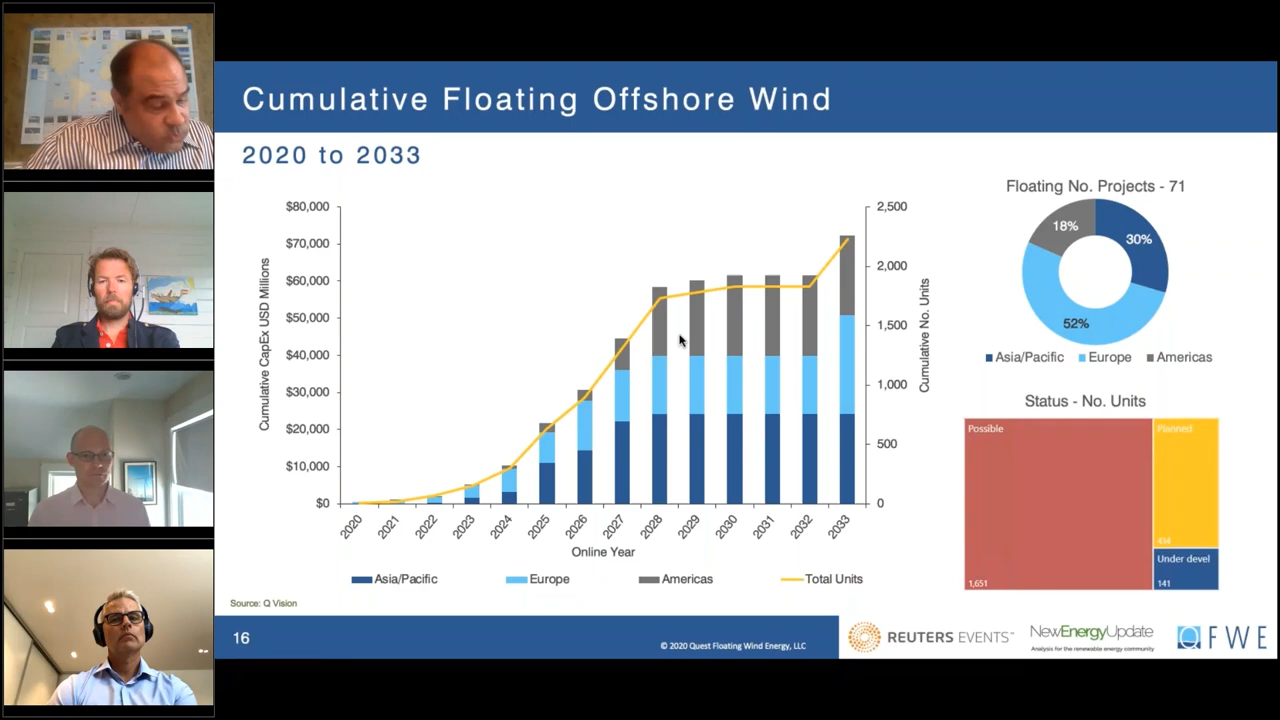 Cumulative Floating Offshore Wind
2020 to 2033
$80,000
$70,000
$60,000
$50,000
$40,000
$30,000
$20,000
$10,000
$0
Cumulative CapEx USD Millions
2,500
2,000
1,500
1,000
500
0
Cumulative No. Units
2020 2021 2022 2023 2024 2025 2026 2027 2028 2029 2030 2031 2032 2033
Online Year
Asia/Pacific Europe Americas Total Units
Floating No. Projects - 71
18%
30%
52%
Asia/Pacific Europe Americas
Status - No. Units
Possible
1,651
Planned
434
Under devel
141
Source: Q Vision
16
© 2020 Quest Floating Wind Energy, LLC
REUTERS EVENTS™
NewEnergyUpdate
Analysis for the renewable energy community
QFWE